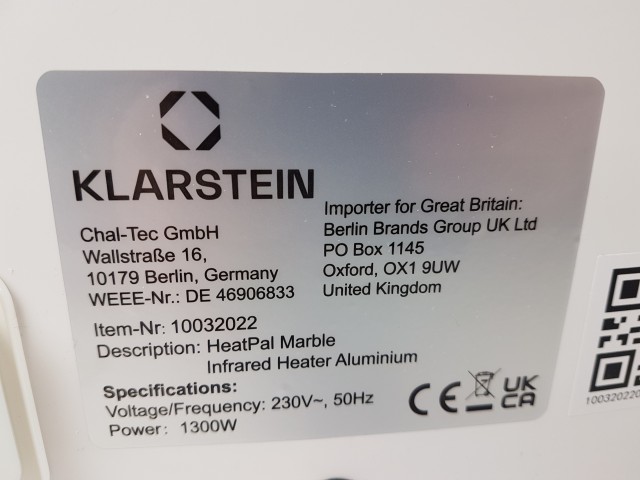 KLARSTEIN
Chal-Tec GmbH
Wallstraße 16,
10179 Berlin, Germany
WEEE-Nr.: DE 46906833
Importer for Great Britain:
Berlin Brands Group UK Ltd
PO Box 1145
Oxford, OX1 9UW
United Kingdom
Item-Nr: 10032022
Description: HeatPal Marble
Infrared Heater Aluminium
Specifications:
Voltage/Frequency: 230V~, 50Hz
Power: 1300W
CE
UK
CA